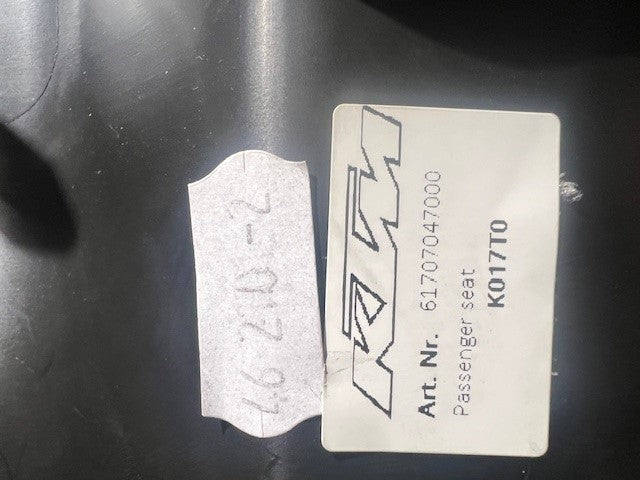 KTM
Art. Nr. 61707047000
Passenger seat
K017T0
46-210-2